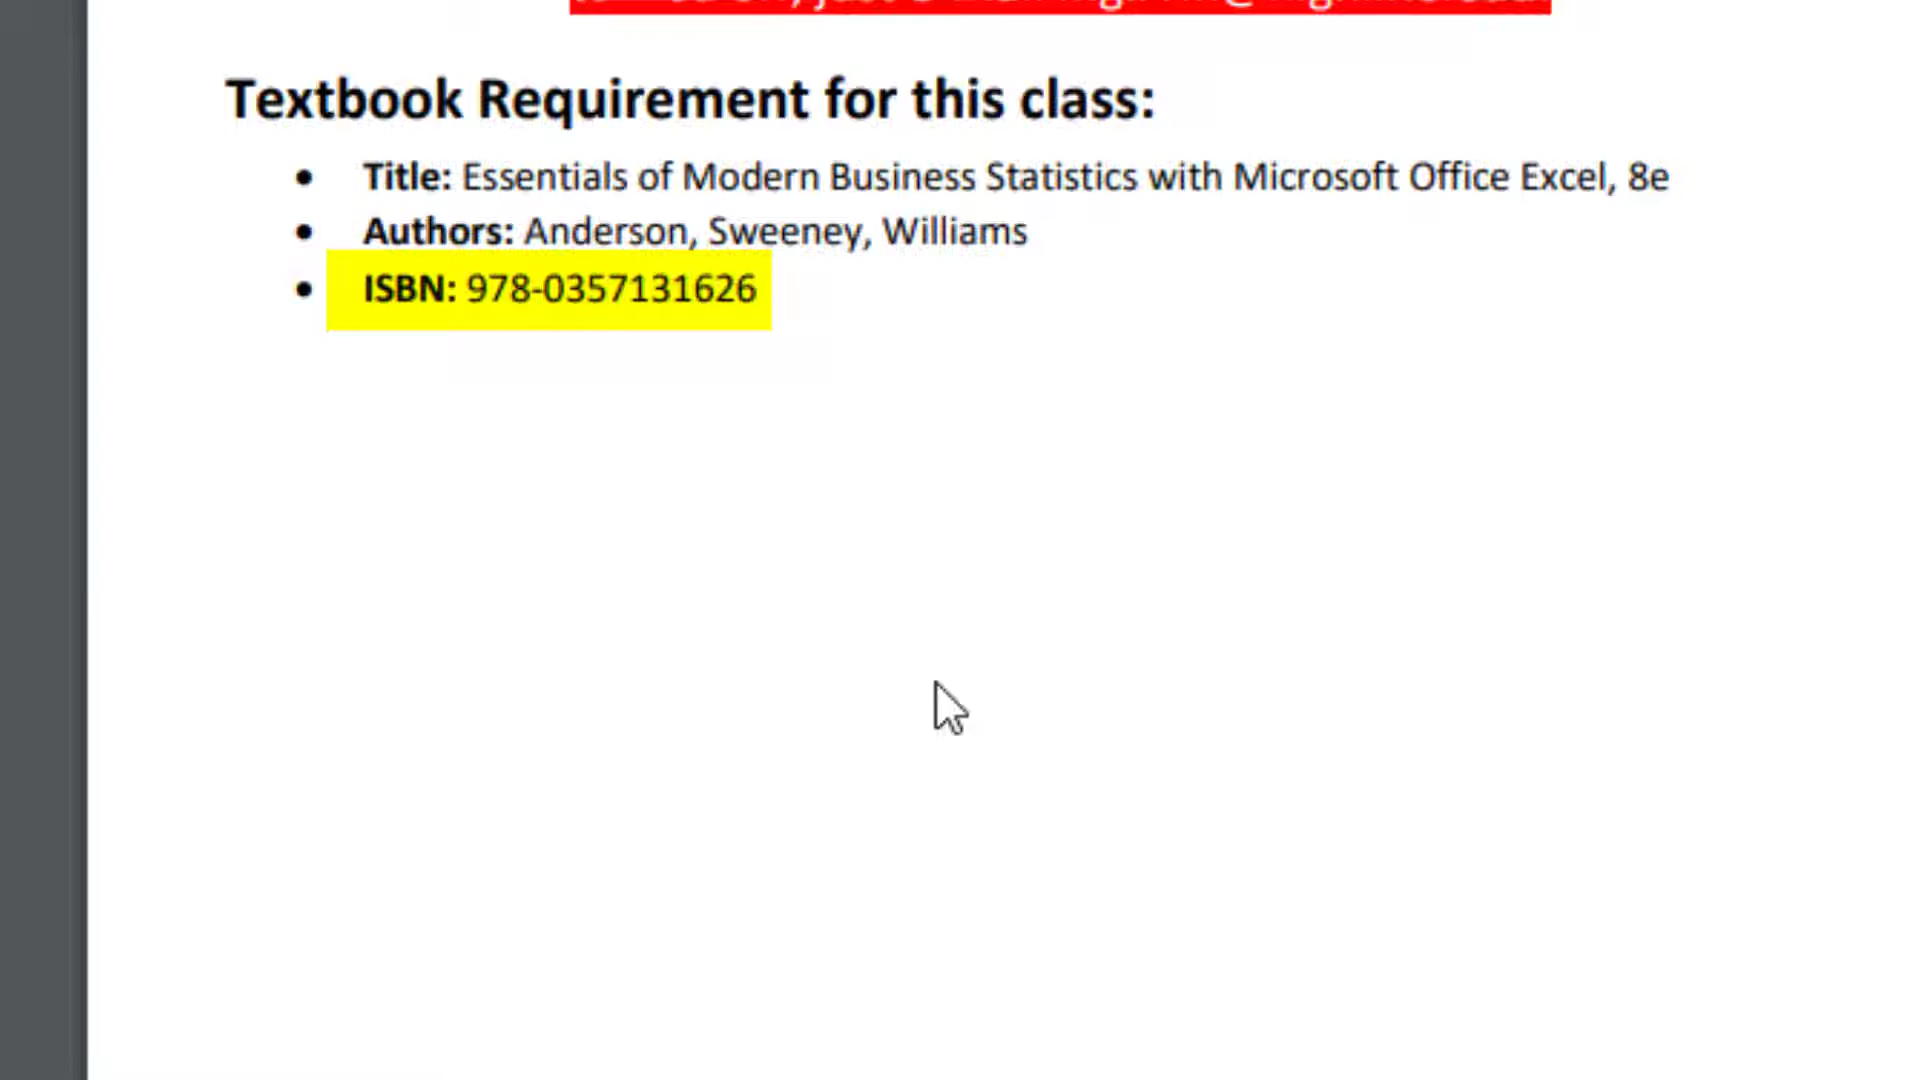 Textbook Requirement for this class:
• Title: Essentials of Modern Business Statistics with Microsoft Office Excel, 8e
• Authors: Anderson, Sweeney, Williams
• ISBN: 978-0357131626